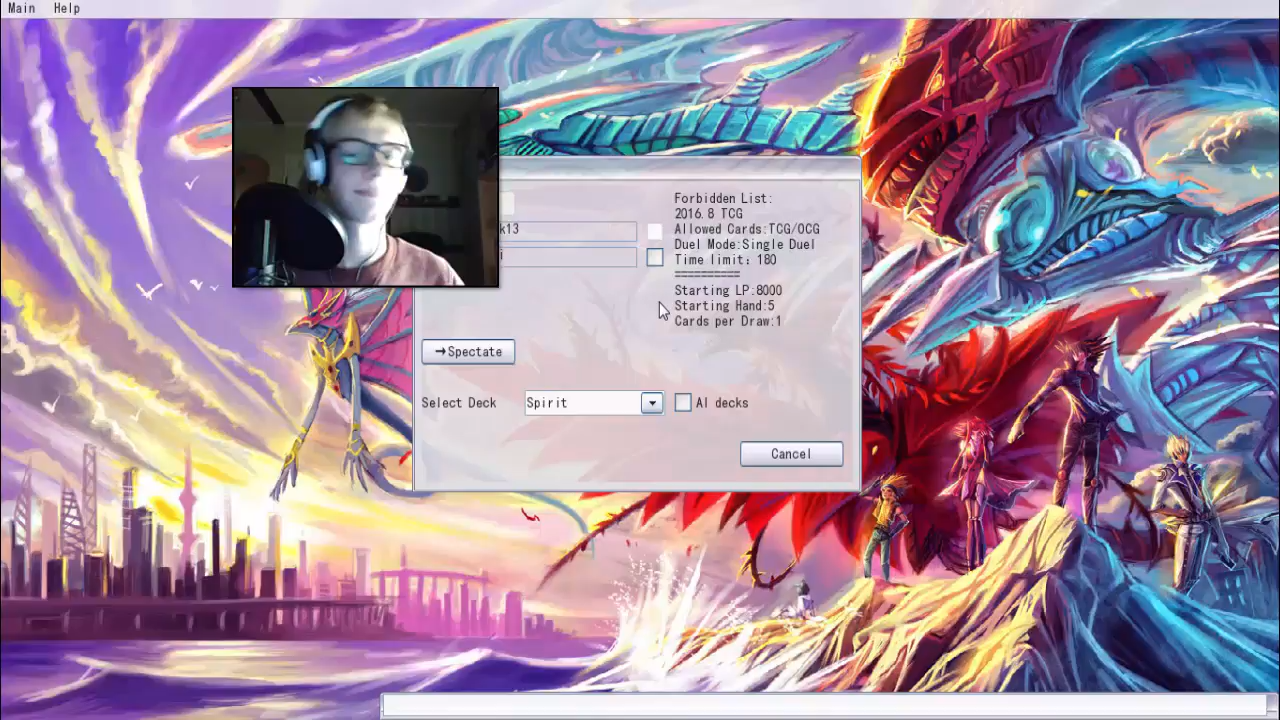 Main Help
k13
Forbidden List:
2016.8 TCG
Allowed Cards:TCG/OCG
Duel Mode:Single Duel
Time limit: 180
==========
Starting LP:8000
Starting Hand:5
Cards per Draw:1
→Spectate
Select Deck Spirit AI decks
Cancel